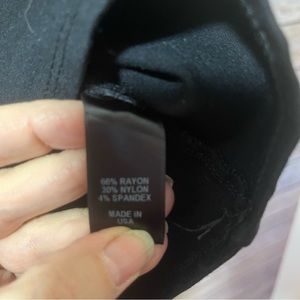 66% RAYON
30% NYLON
4% SPANDEX
MADE IN
USA